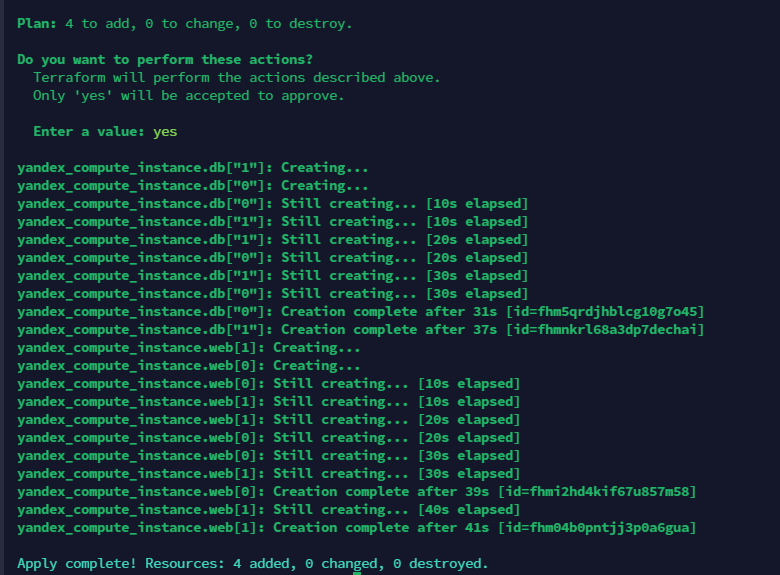 Plan: 4 to add, 0 to change, 0 to destroy.
Do you want to perform these actions?
Terraform will perform the actions described above.
Only 'yes' will be accepted to approve.
Enter a value: yes
yandex_compute_instance.db["1"]: Creating...
yandex_compute_instance.db["0"]: Creating...
yandex_compute_instance.db["0"]: Still creating... [10s elapsed]
yandex_compute_instance.db["1"]: Still creating... [10s elapsed]
yandex_compute_instance.db["1"]: Still creating... [20s elapsed]
yandex_compute_instance.db["0"]: Still creating... [20s elapsed]
yandex_compute_instance.db["1"]: Still creating... [30s elapsed]
yandex_compute_instance.db["0"]: Still creating... [30s elapsed]
yandex_compute_instance.db["0"]: Creation complete after 31s [id=fhm5qrdjhblcg10g7o45]
yandex_compute_instance.db["1"]: Creation complete after 37s [id=fhmnkrl68a3dp7dechai]
yandex_compute_instance.web[1]: Creating...
yandex_compute_instance.web[0]: Creating...
yandex_compute_instance.web[0]: Still creating... [10s elapsed]
yandex_compute_instance.web[1]: Still creating... [10s elapsed]
yandex_compute_instance.web[1]: Still creating... [20s elapsed]
yandex_compute_instance.web[0]: Still creating... [20s elapsed]
yandex_compute_instance.web[0]: Still creating... [30s elapsed]
yandex_compute_instance.web[1]: Still creating... [30s elapsed]
yandex_compute_instance.web[0]: Creation complete after 39s [id=fhmi2hd4kif67u857m58]
yandex_compute_instance.web[1]: Still creating... [40s elapsed]
yandex_compute_instance.web[1]: Creation complete after 41s [id=fhm04b0pntjj3p0a6gua]
Apply complete! Resources: 4 added, 0 changed, 0 destroyed.